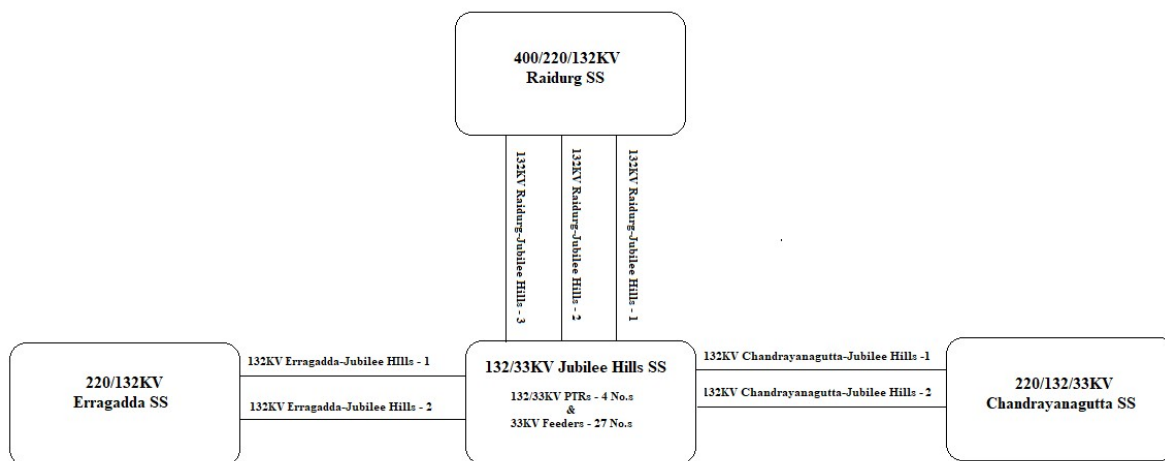 400/220/132KV
Raidurg SS
132KV Raidurg-Jubilee Hills - 3
132KV Raidurg-Jubilee Hills - 2
132KV Raidurg-Jubilee Hills - 1
220/132KV
Erragadda SS
132KV Erragadda-Jubilee HIlls - 1
132KV Erragadda-Jubilee Hills - 2
132/33KV Jubilee Hills SS
132/33KV PTRs - 4 No.s
&
33KV Feeders - 27 No.s
132KV Chandrayanagutta-Jubilee Hills -1
132KV Chandrayanagutta-Jubilee Hills - 2
220/132/33KV
Chandrayanagutta SS